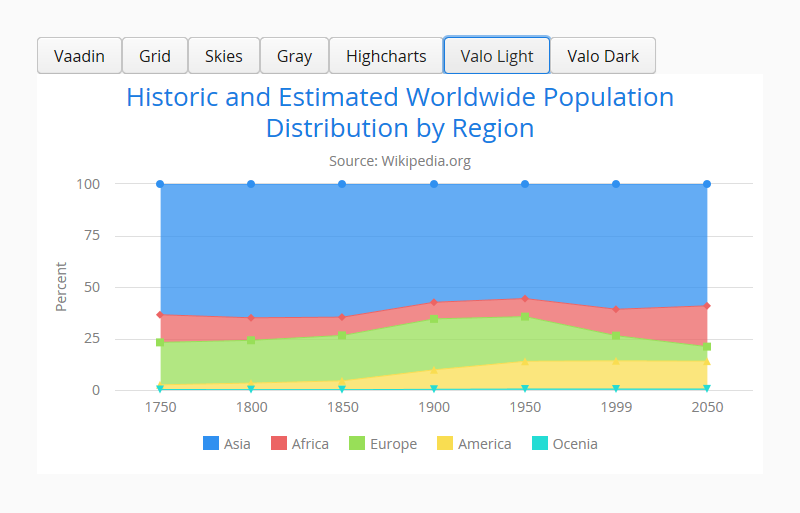 Vaadin Grid Skies Gray Highcharts Valo Light Valo Dark
Historic and Estimated Worldwide Population
Distribution by Region
Source: Wikipedia.org
Percent
100
75
50
25
0
1750 1800 1850 1900 1950 1999 2050
Asia Africa Europe America Ocenia